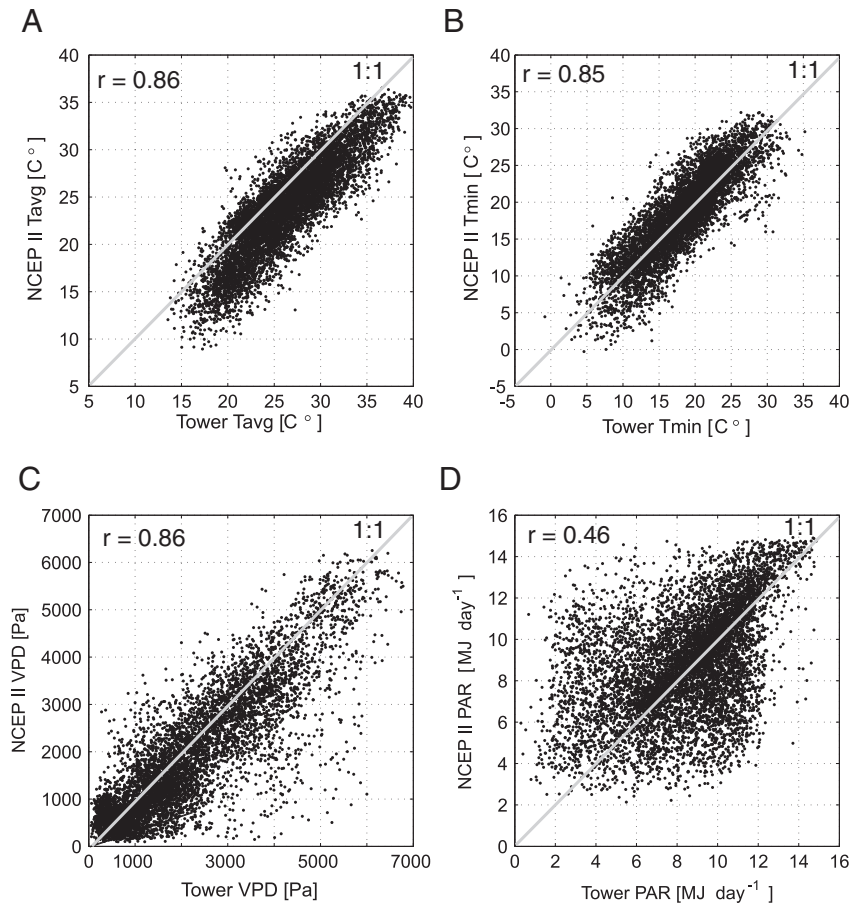 A
r = 0.86
1:1
40
35
30
25
20
15
10
5
NCEP II Tavg [C°]
5 10 15 20 25 30 35 40
Tower Tavg [C°]
B
r = 0.85
1:1
40
35
30
25
20
15
10
5
0
-5
NCEP II Tmin [C°]
-5 0 5 10 15 20 25 30 35 40
Tower Tmin [C°]
C
r = 0.86
1:1
7000
6000
5000
4000
3000
2000
1000
0
NCEP II VPD [Pa]
0 1000 3000 5000 7000
Tower VPD [Pa]
D
r = 0.46
1:1
16
14
12
10
8
6
4
2
0
NCEP II PAR [MJ day⁻¹]
0 2 4 6 8 10 12 14 16
Tower PAR [MJ day⁻¹]